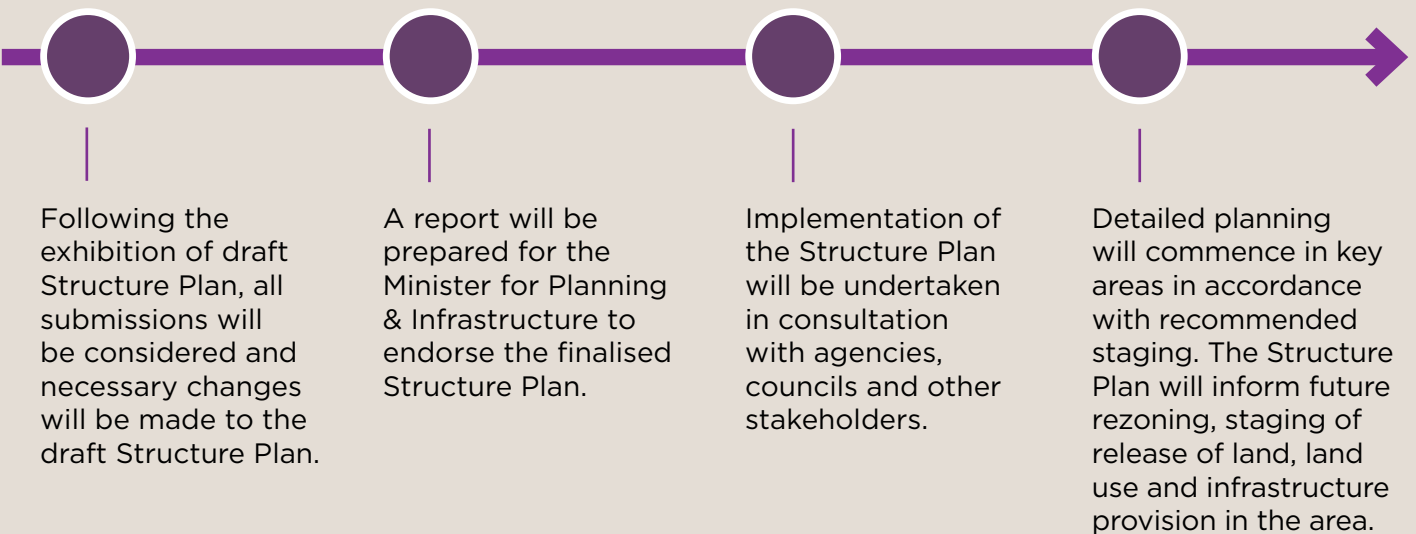 Following the
exhibition of draft
Structure Plan, all
submissions will
be considered and
necessary changes
will be made to the
draft Structure Plan.
A report will be
prepared for the
Minister for Planning
& Infrastructure to
endorse the finalised
Structure Plan.
Implementation of
the Structure Plan
will be undertaken
in consultation
with agencies,
councils and other
stakeholders.
Detailed planning
will commence in key
areas in accordance
with recommended
staging. The Structure
Plan will inform future
rezoning, staging of
release of land, land
use and infrastructure
provision in the area.